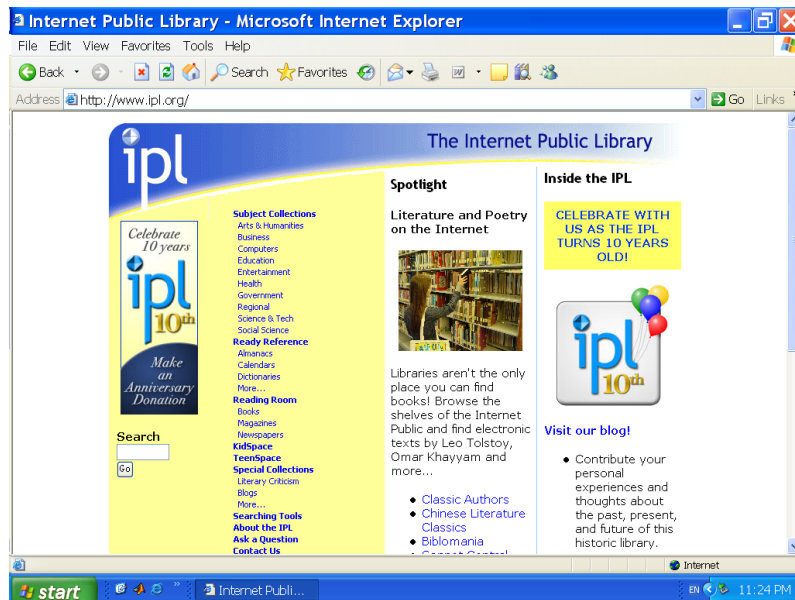 Internet Public Library - Microsoft Internet Explorer
File Edit View Favorites Tools Help
Back Search Favorites
Address http://www.ipl.org/ Go Links
ipl
The Internet Public Library
Celebrate
10 years
ipl
10th
Make
an
Anniversary
Donation
Search
Go
Subject Collections
Arts & Humanities
Business
Computers
Education
Entertainment
Health
Government
Regional
Science & Tech
Social Science
Ready Reference
Almanacs
Calendars
Dictionaries
More...
Reading Room
Books
Magazines
Newspapers
KidSpace
TeenSpace
Special Collections
Literary Criticism
Blogs
More...
Searching Tools
About the IPL
Ask a Question
Contact Us
Spotlight
Literature and Poetry
on the Internet
Libraries aren't the only
place you can find
books! Browse the
shelves of the Internet
Public and find electronic
texts by Leo Tolstoy,
Omar Khayyam and
more...
Classic Authors
Chinese Literature
Classics
Biblomania
Inside the IPL
CELEBRATE WITH
US AS THE IPL
TURNS 10 YEARS
OLD!
ipl
10th
Visit our blog!
Contribute your
personal
experiences and
thoughts about
the past, present,
and future of this
historic library.
Internet
start Internet Publi... EN 11:24 PM